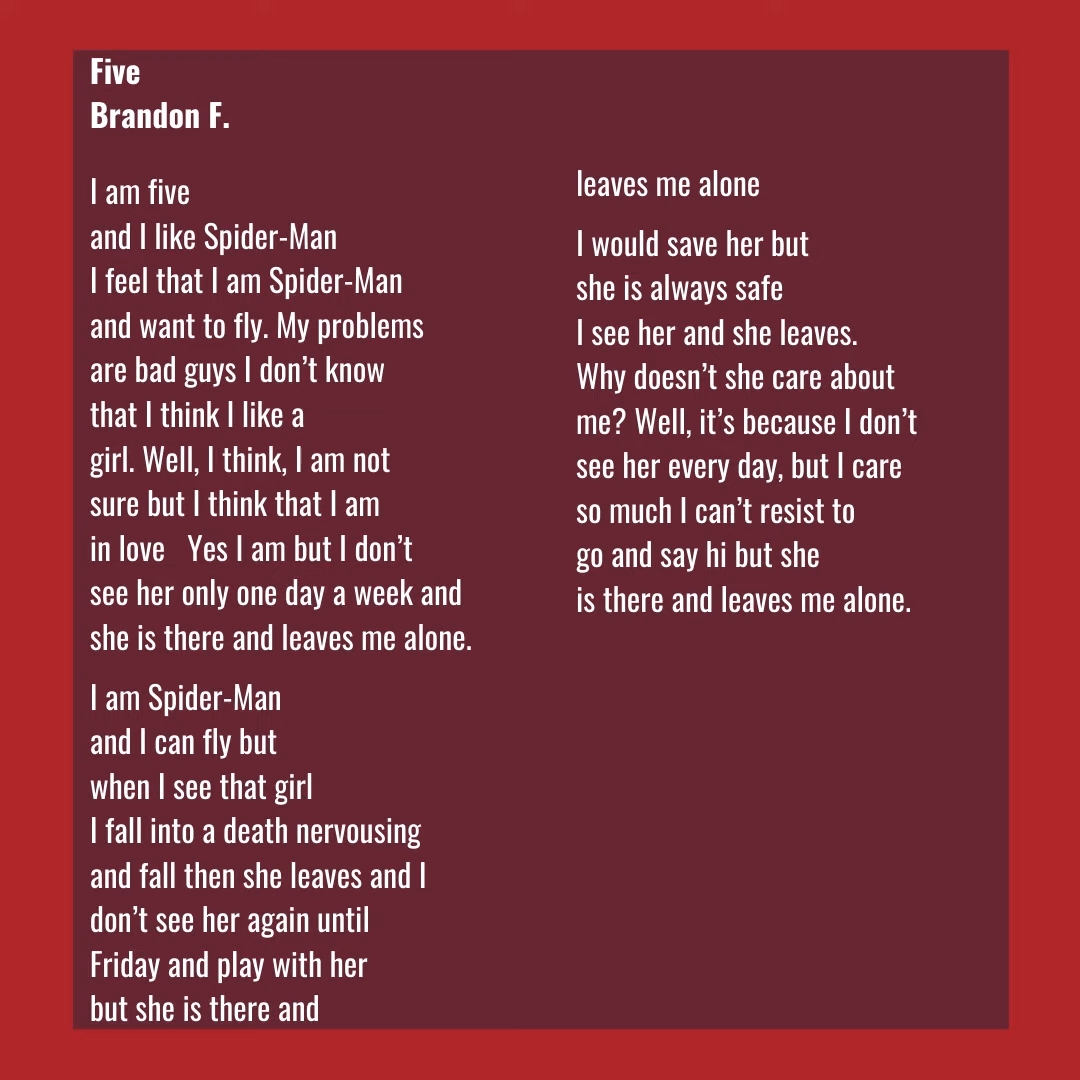 Five
Brandon F.
I am five
and I like Spider-Man
I feel that I am Spider-Man
and want to fly. My problems
are bad guys I don’t know
that I think I like a
girl. Well, I think, I am not
sure but I think that I am
in love   Yes I am but I don’t
see her only one day a week and
she is there and leaves me alone.
I am Spider-Man
and I can fly but
when I see that girl
I fall into a death nervousing
and fall then she leaves and I
don’t see her again until
Friday and play with her
but she is there and
leaves me alone
I would save her but
she is always safe
I see her and she leaves.
Why doesn’t she care about
me? Well, it’s because I don’t
see her every day, but I care
so much I can’t resist to
go and say hi but she
is there and leaves me alone.